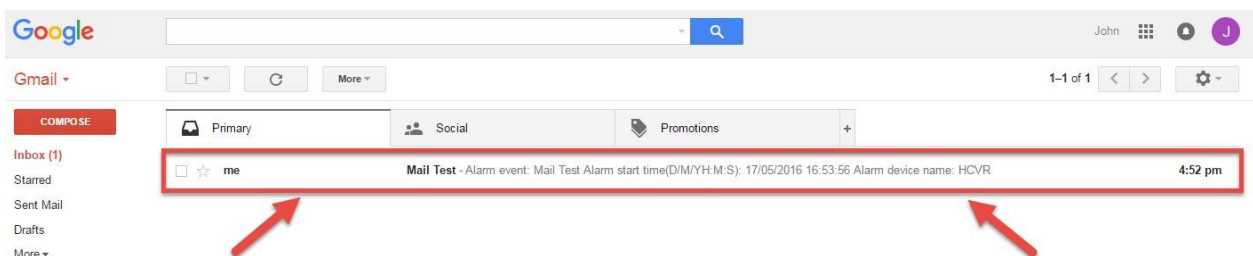 Google
John
J
Gmail
More
1–1 of 1
COMPOSE
Primary
Social
Promotions
+
Inbox (1)
me Mail Test - Alarm event: Mail Test Alarm start time(D/M/YH:M:S): 17/05/2016 16:53:56 Alarm device name: HCVR 4:52 pm
Starred
Sent Mail
Drafts
More